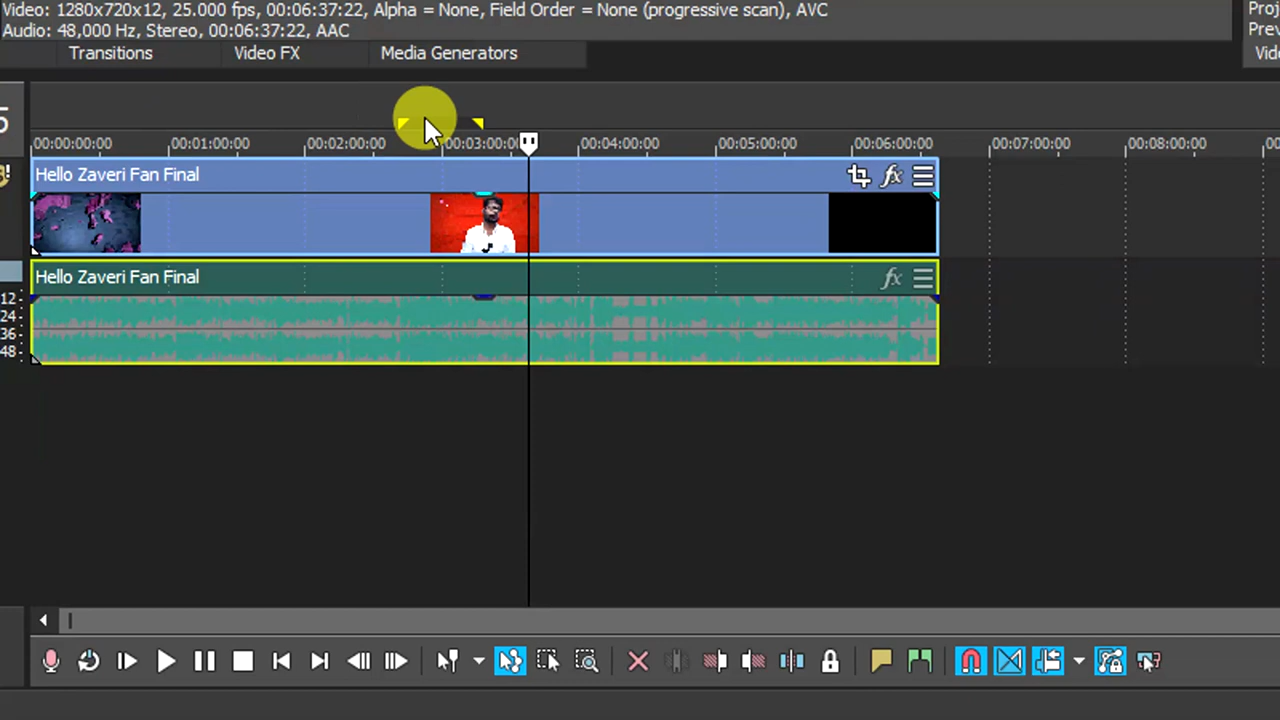 Video: 1280x720x12, 25.000 fps, 00:06:37:22, Alpha = None, Field Order = None (progressive scan), AVC
Audio: 48,000 Hz, Stereo, 00:06:37:22, AAC
Transitions Video FX Media Generators
5
00:00:00:00 00:01:00:00 00:02:00:00 00:03:00:00 00:04:00:00 00:05:00:00 00:06:00:00 00:07:00:00 00:08:00:00
Hello Zaveri Fan Final fx
Hello Zaveri Fan Final fx
12
24
36
48